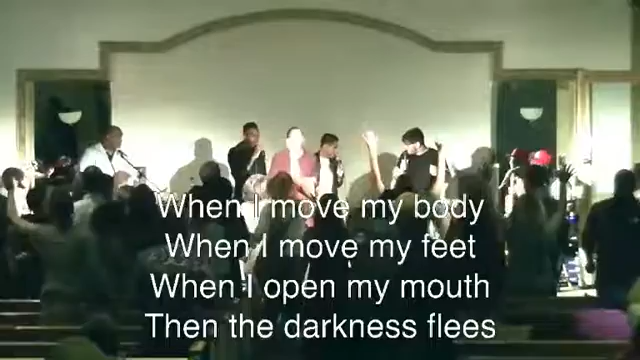 When I move my body
When I move my feet
When I open my mouth
Then the darkness flees